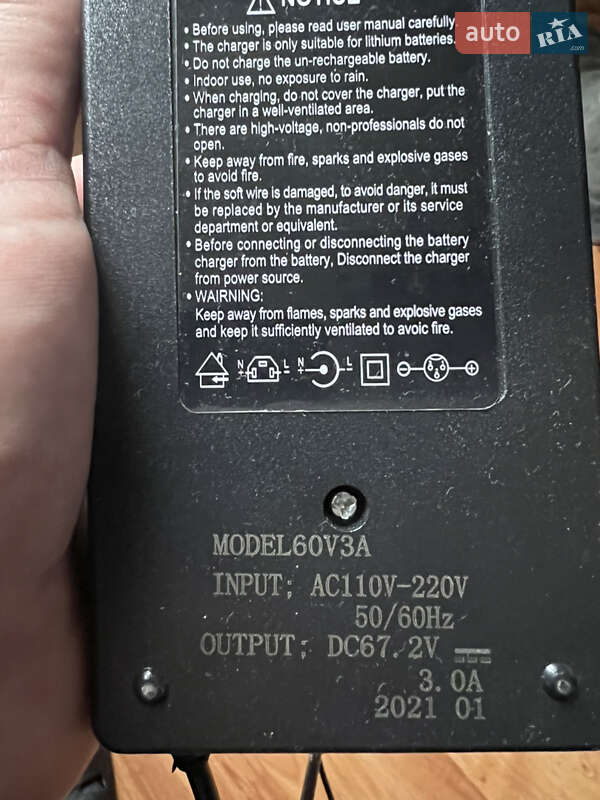 NOTICE
• Before using, please read user manual carefully.
• The charger is only suitable for lithium batteries.
• Do not charge the un-rechargeable battery.
• Indoor use, no exposure to rain.
• When charging, do not cover the charger, put the
charger in a well-ventilated area.
• There are high-voltage, non-professionals do not
open.
• Keep away from fire, sparks and explosive gases
to avoid fire.
• If the soft wire is damaged, to avoid danger, it must
be replaced by the manufacturer or its service
department or equivalent.
• Before connecting or disconnecting the battery
charger from the battery, Disconnect the charger
from power source.
• WAIRNING:
Keep away from flames, sparks and explosive gases
and keep it sufficiently ventilated to avoic fire.
N L N L
MODEL60V3A
INPUT; AC110V-220V
50/60Hz
OUTPUT; DC67.2V
3.0A
2021 01
auto RIA.com